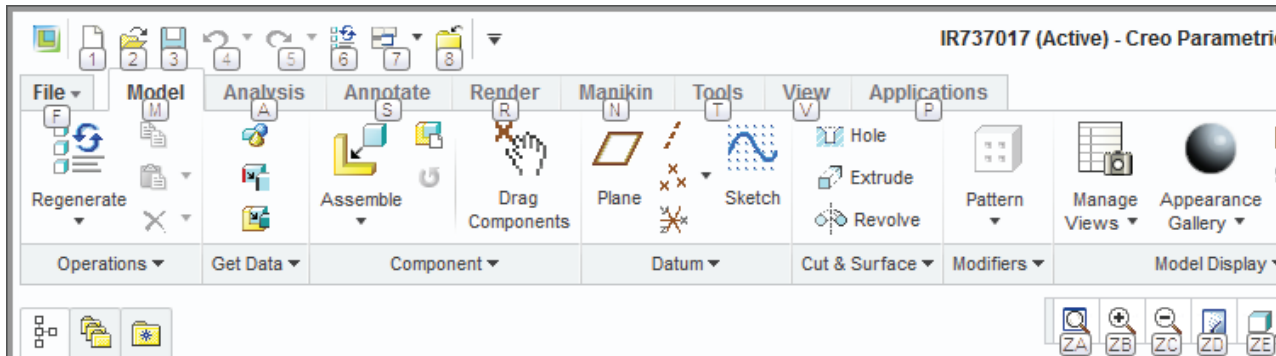 IR737017 (Active) - Creo Parametric
1 2 3 4 5 6 7 8
File Model Analysis Annotate Render Manikin Tools View Applications
F M A S R N T V P
Regenerate Assemble Drag Components Plane Sketch
Hole
Extrude
Revolve
Pattern Manage Views Appearance Gallery
Operations Get Data Component Datum Cut & Surface Modifiers Model Display
ZA ZB ZC ZD ZE